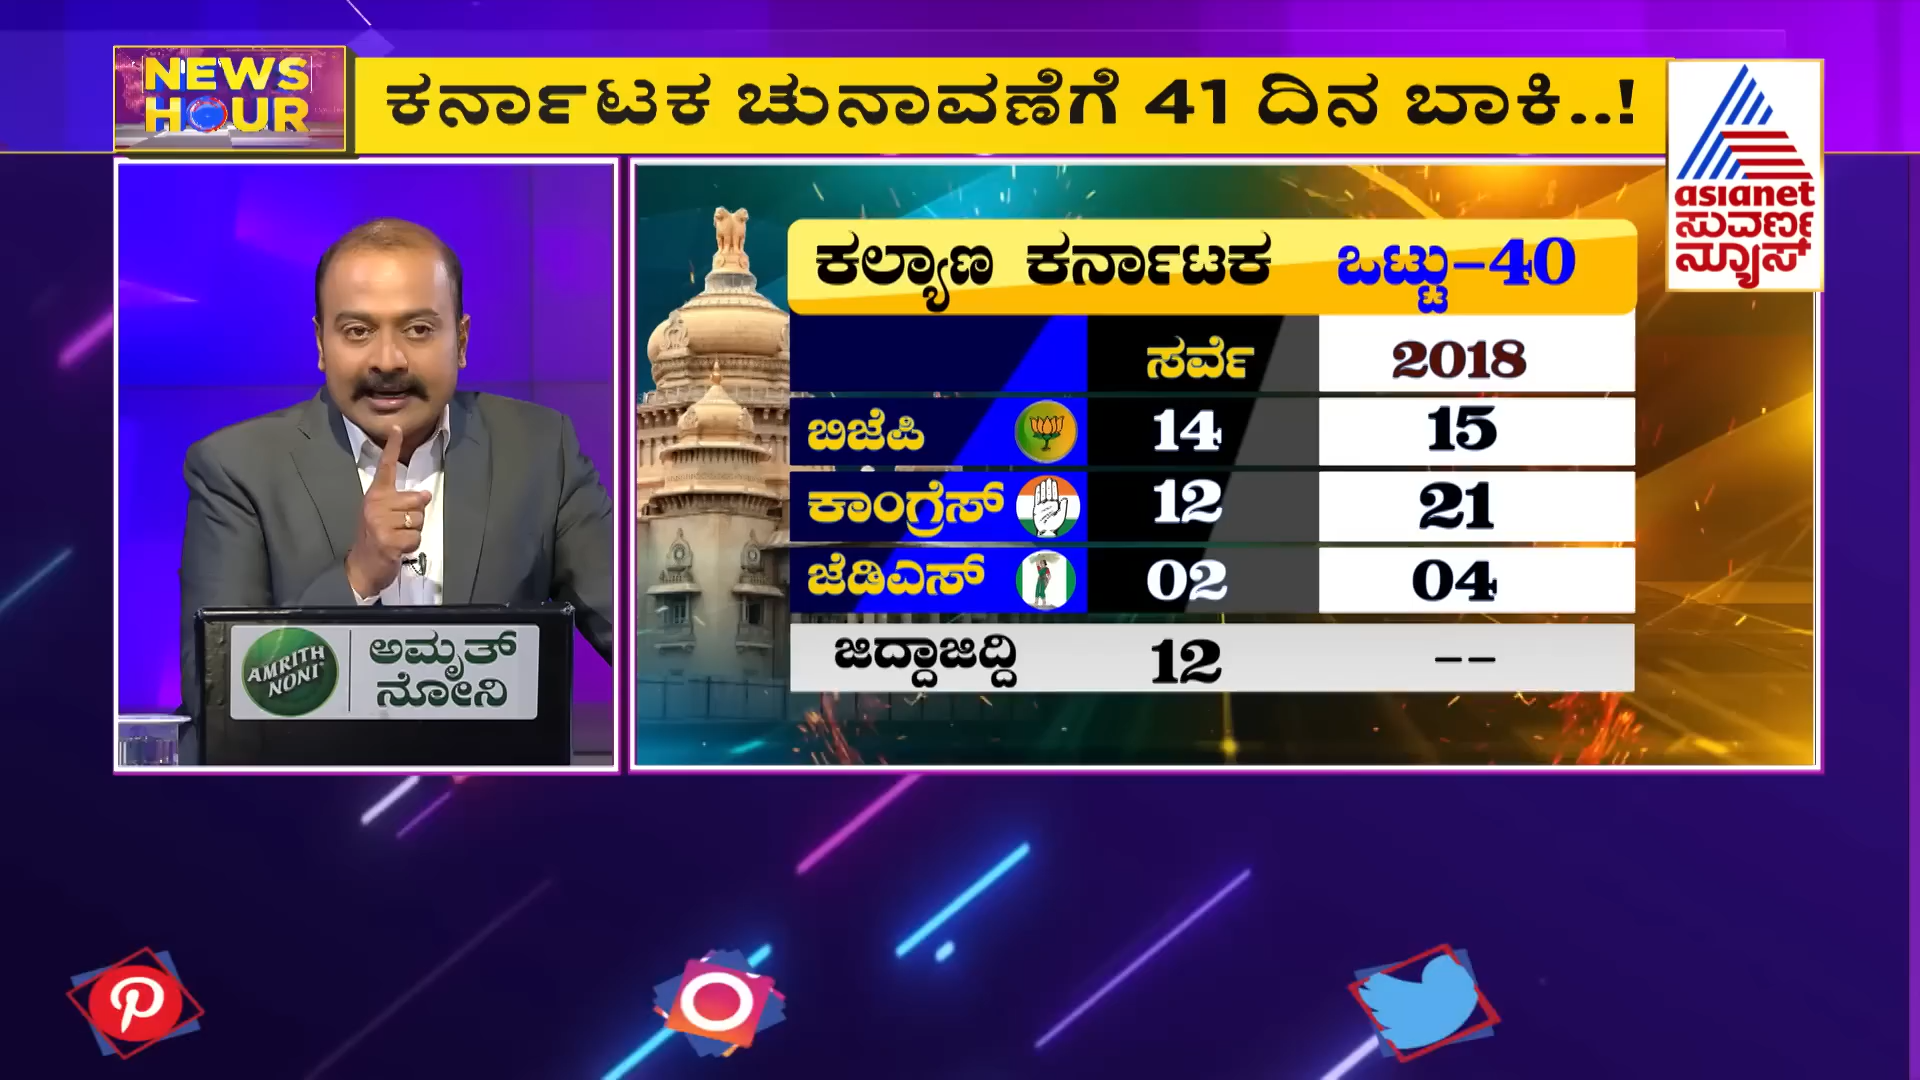 NEWS
HOUR
ಕರ್ನಾಟಕ ಚುನಾವಣೆಗೆ 41 ದಿನ ಬಾಕಿ..!
asianet
ಸುವರ್ಣ
ನ್ಯೂಸ್
ಕಲ್ಯಾಣ ಕರ್ನಾಟಕ ಒಟ್ಟು-40
ಸರ್ವೆ 2018
ಬಿಜೆಪಿ 14 15
ಕಾಂಗ್ರೆಸ್ 12 21
ಜೆಡಿಎಸ್ 02 04
ಜಿದ್ದಾಜಿದ್ದಿ 12 --
AMRITH
NONI
ಅಮೃತ್
ನೋನಿ